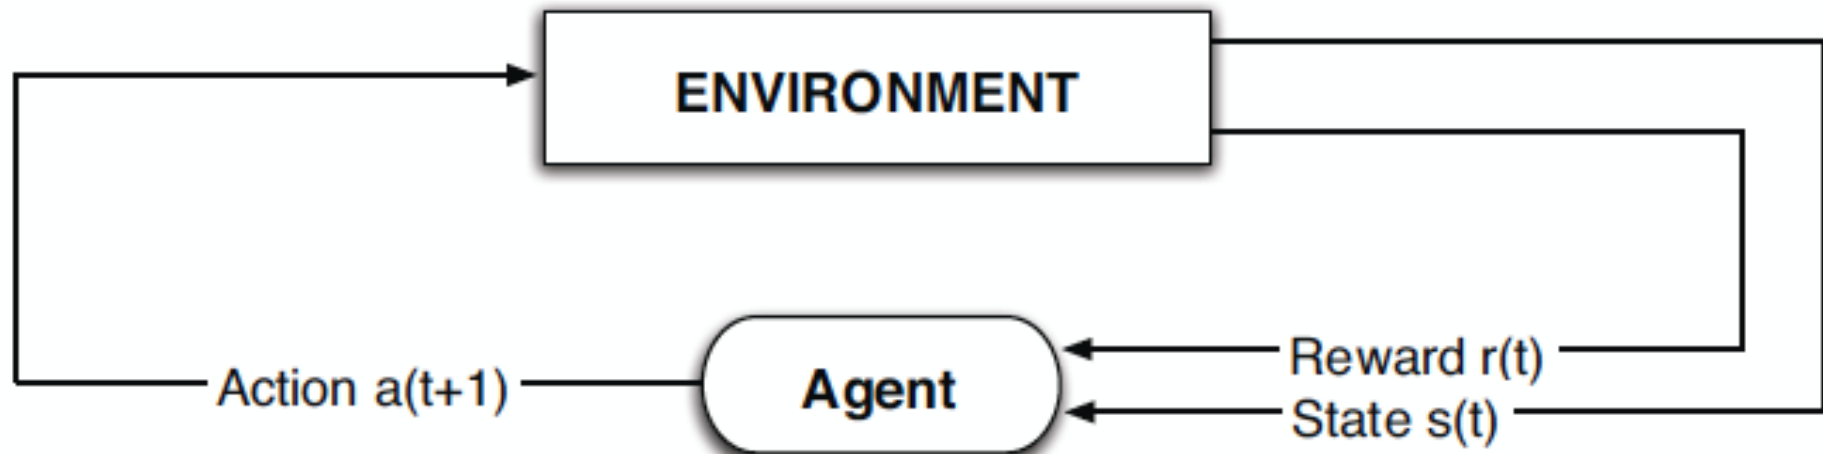 ENVIRONMENT
Reward r(t)
Action a(t+1)
Agent
State s(t)